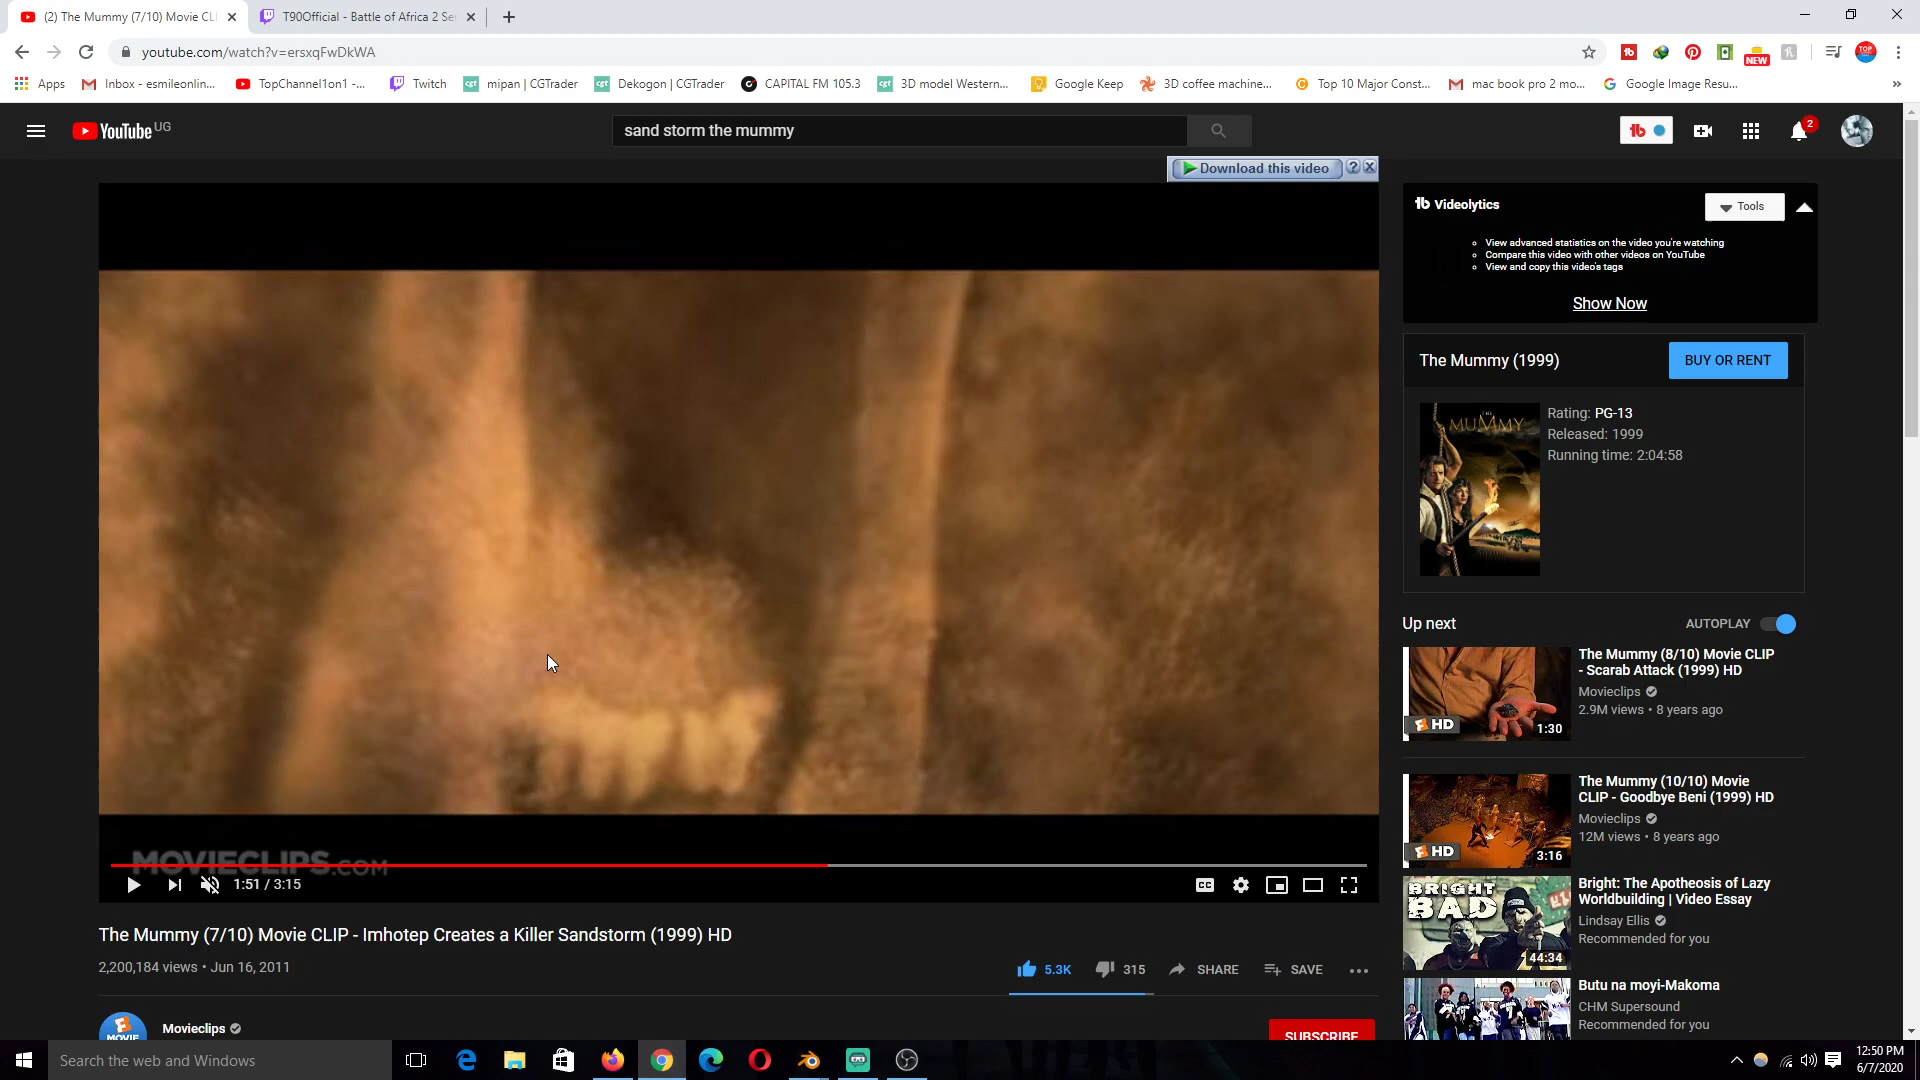 (2) The Mummy (7/10) Movie CLI
T90Official - Battle of Africa 2 Se
youtube.com/watch?v=ersxqFwDkWA
NEW
TOP
Apps
Inbox - esmileonlin...
TopChannel1on1 -...
Twitch
mipan | CGTrader
Dekogon | CGTrader
CAPITAL FM 105.3
3D model Western...
Google Keep
3D coffee machine...
Top 10 Major Const...
mac book pro 2 mo...
Google Image Resu...
YouTube UG
sand storm the mummy
2
Download this video
Videolytics
Tools
View advanced statistics on the video you're watching
Compare this video with other videos on YouTube
View and copy this video's tags
Show Now
The Mummy (1999)
BUY OR RENT
THE MUMMY
Rating: PG-13
Released: 1999
Running time: 2:04:58
Up next
AUTOPLAY
The Mummy (8/10) Movie CLIP
- Scarab Attack (1999) HD
Movieclips
2.9M views • 8 years ago
HD
1:30
The Mummy (10/10) Movie
CLIP - Goodbye Beni (1999) HD
Movieclips
12M views • 8 years ago
HD
3:16
BRIGHT
BAD
Bright: The Apotheosis of Lazy
Worldbuilding | Video Essay
Lindsay Ellis
Recommended for you
44:34
Butu na moyi-Makoma
CHM Supersound
Recommended for you
MOVIECLIPS.COM
1:51 / 3:15
CC
The Mummy (7/10) Movie CLIP - Imhotep Creates a Killer Sandstorm (1999) HD
2,200,184 views • Jun 16, 2011
5.3K
315
SHARE
SAVE
MOVIE
Movieclips
SUBSCRIBE
Search the web and Windows
12:50 PM
6/7/2020